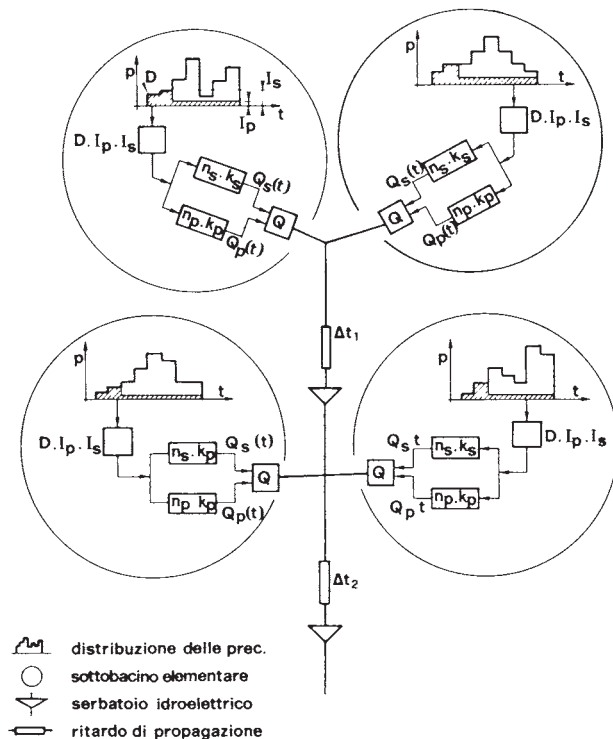 p D I_s
I_p t
D. I_p. I_s
n_s. k_s
Q_s(t)
n_p. k_p
Q_p(t)
Q
p t
D. I_p. I_s
n_s. k_s
Q_s(t)
n_p. k_p
Q_p(t)
Q
Δt_1
p t
D. I_p. I_s
n_s. k_p
Q_s(t)
n_p k_p
Q_p(t)
Q
p t
D. I_p. I_s
n_s. k_s
Q_s t
n_p. k_p
Q_p t
Q
Δt_2
distribuzione delle prec.
sottobacino elementare
serbatoio idroelettrico
ritardo di propagazione